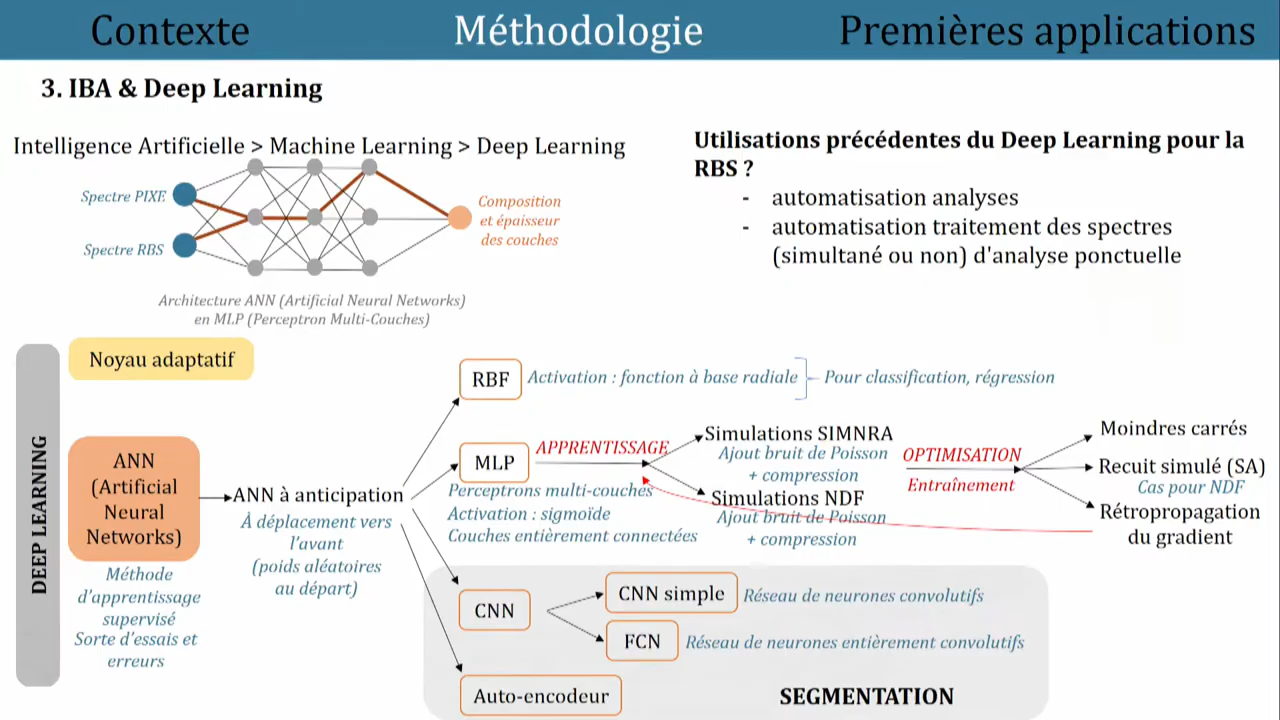 Contexte
Méthodologie
Premières applications
3. IBA & Deep Learning
Intelligence Artificielle > Machine Learning > Deep Learning
Spectre PIXE
Spectre RBS
Composition
et épaisseur
des couches
Architecture ANN (Artificial Neural Networks)
en MLP (Perceptron Multi-Couches)
Utilisations précédentes du Deep Learning pour la
RBS ?
- automatisation analyses
- automatisation traitement des spectres
(simultané ou non) d'analyse ponctuelle
DEEP LEARNING
Noyau adaptatif
ANN
(Artificial
Neural
Networks)
Méthode
d'apprentissage
supervisé
Sorte d'essais et
erreurs
ANN à anticipation
À déplacement vers
l'avant
(poids aléatoires
au départ)
RBF
Activation : fonction à base radiale
Pour classification, régression
MLP
Perceptrons multi-couches
Activation : sigmoïde
Couches entièrement connectées
APPRENTISSAGE
Simulations SIMNRA
Ajout bruit de Poisson
+ compression
Simulations NDF
Ajout bruit de Poisson
+ compression
OPTIMISATION
Entraînement
Moindres carrés
Recuit simulé (SA)
Cas pour NDF
Rétropropagation
du gradient
CNN
CNN simple
Réseau de neurones convolutifs
FCN
Réseau de neurones entièrement convolutifs
Auto-encodeur
SEGMENTATION